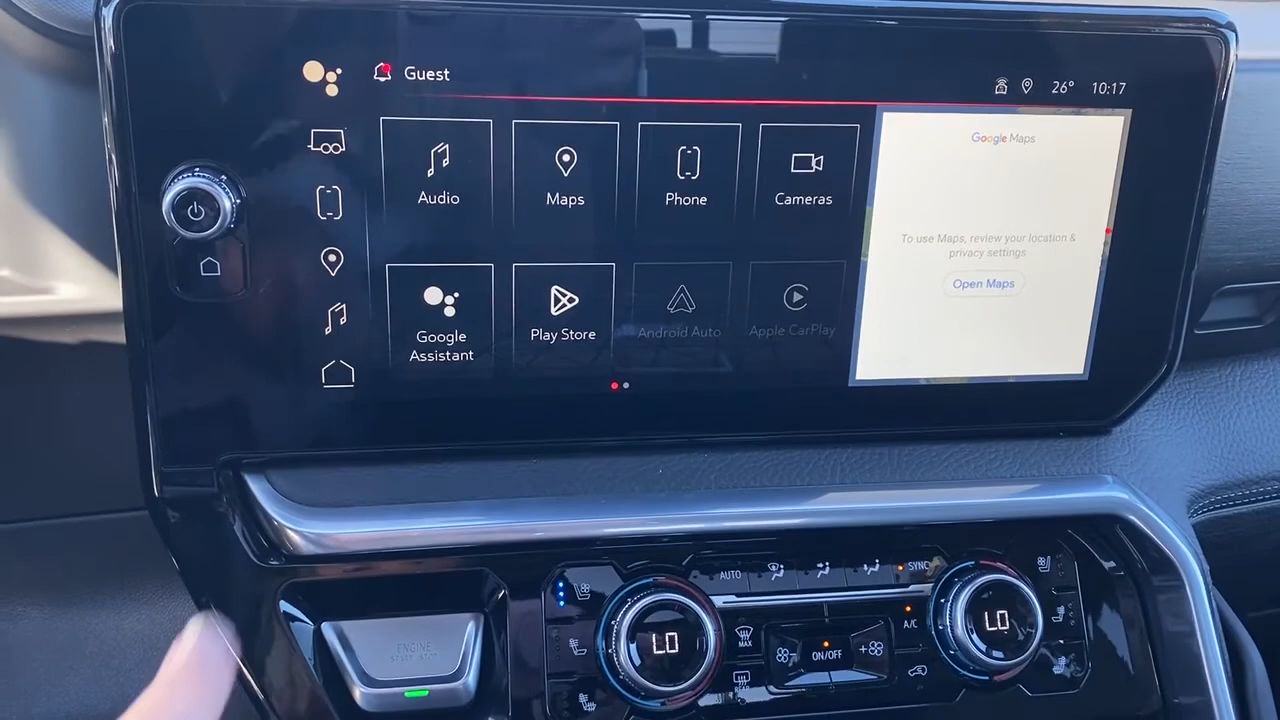 Guest
26° 10:17
Audio
Maps
Phone
Cameras
Google
Assistant
Play Store
Android Auto
Apple CarPlay
Google Maps
To use Maps, review your location &
privacy settings
Open Maps
AUTO
SYNC
LO
MAX
ON/OFF
A/C
LO
REAR
ENGINE
START STOP